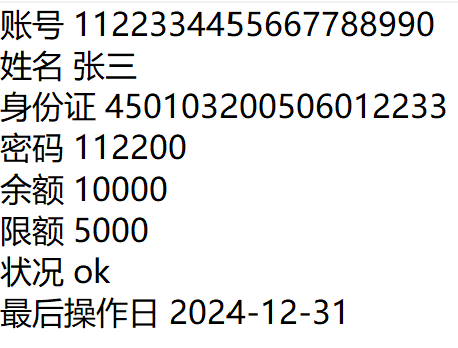 账号 1122334455667788990
姓名 张三
身份证 450103200506012233
密码 112200
余额 10000
限额 5000
状况 ok
最后操作日 2024-12-31